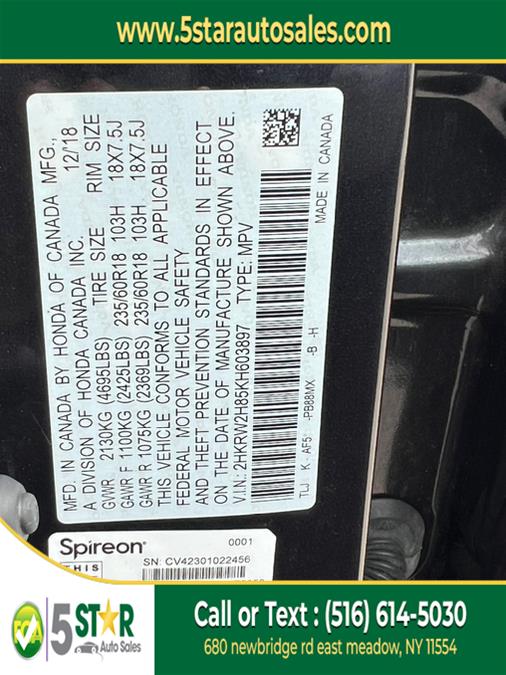 www.5starautosales.com
MFD. IN CANADA BY HONDA OF CANADA MFG.,
A DIVISION OF HONDA CANADA INC. 12/18
TIRE SIZE RIM SIZE
GVWR 2130KG (4695LBS)
GAWR F 1100KG (2425LBS) 235/60R18 103H 18X7.5J
GAWR R 1075KG (2369LBS) 235/60R18 103H 18X7.5J
THIS VEHICLE CONFORMS TO ALL APPLICABLE
FEDERAL MOTOR VEHICLE SAFETY
AND THEFT PREVENTION STANDARDS IN EFFECT
ON THE DATE OF MANUFACTURE SHOWN ABOVE.
V.I.N.: 2HKRW2H85KH603897 TYPE: MPV
-PB88MX -B -H
MADE IN CANADA
Spireon® 0001
SN: CV42301022456
THIS
5 STAR
Auto Sales
Call or Text : (516) 614-5030
680 newbridge rd east meadow, NY 11554